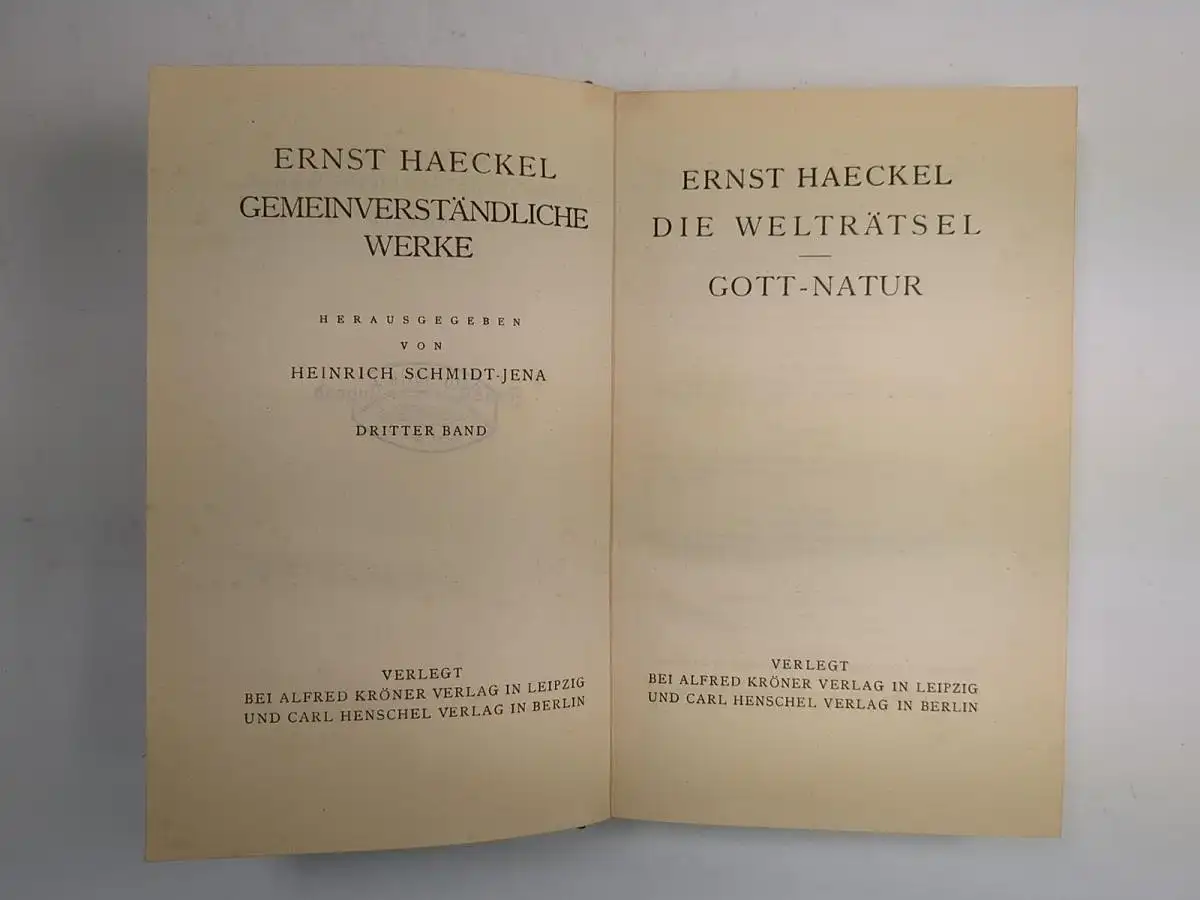 ERNST HAECKEL
GEMEINVERSTÄNDLICHE
WERKE
HERAUSGEGEBEN
VON
HEINRICH SCHMIDT-JENA
DRITTER BAND
VERLEGT
BEI ALFRED KRÖNER VERLAG IN LEIPZIG
UND CARL HENSCHEL VERLAG IN BERLIN
ERNST HAECKEL
DIE WELTRÄTSEL
GOTT-NATUR
VERLEGT
BEI ALFRED KRÖNER VERLAG IN LEIPZIG
UND CARL HENSCHEL VERLAG IN BERLIN